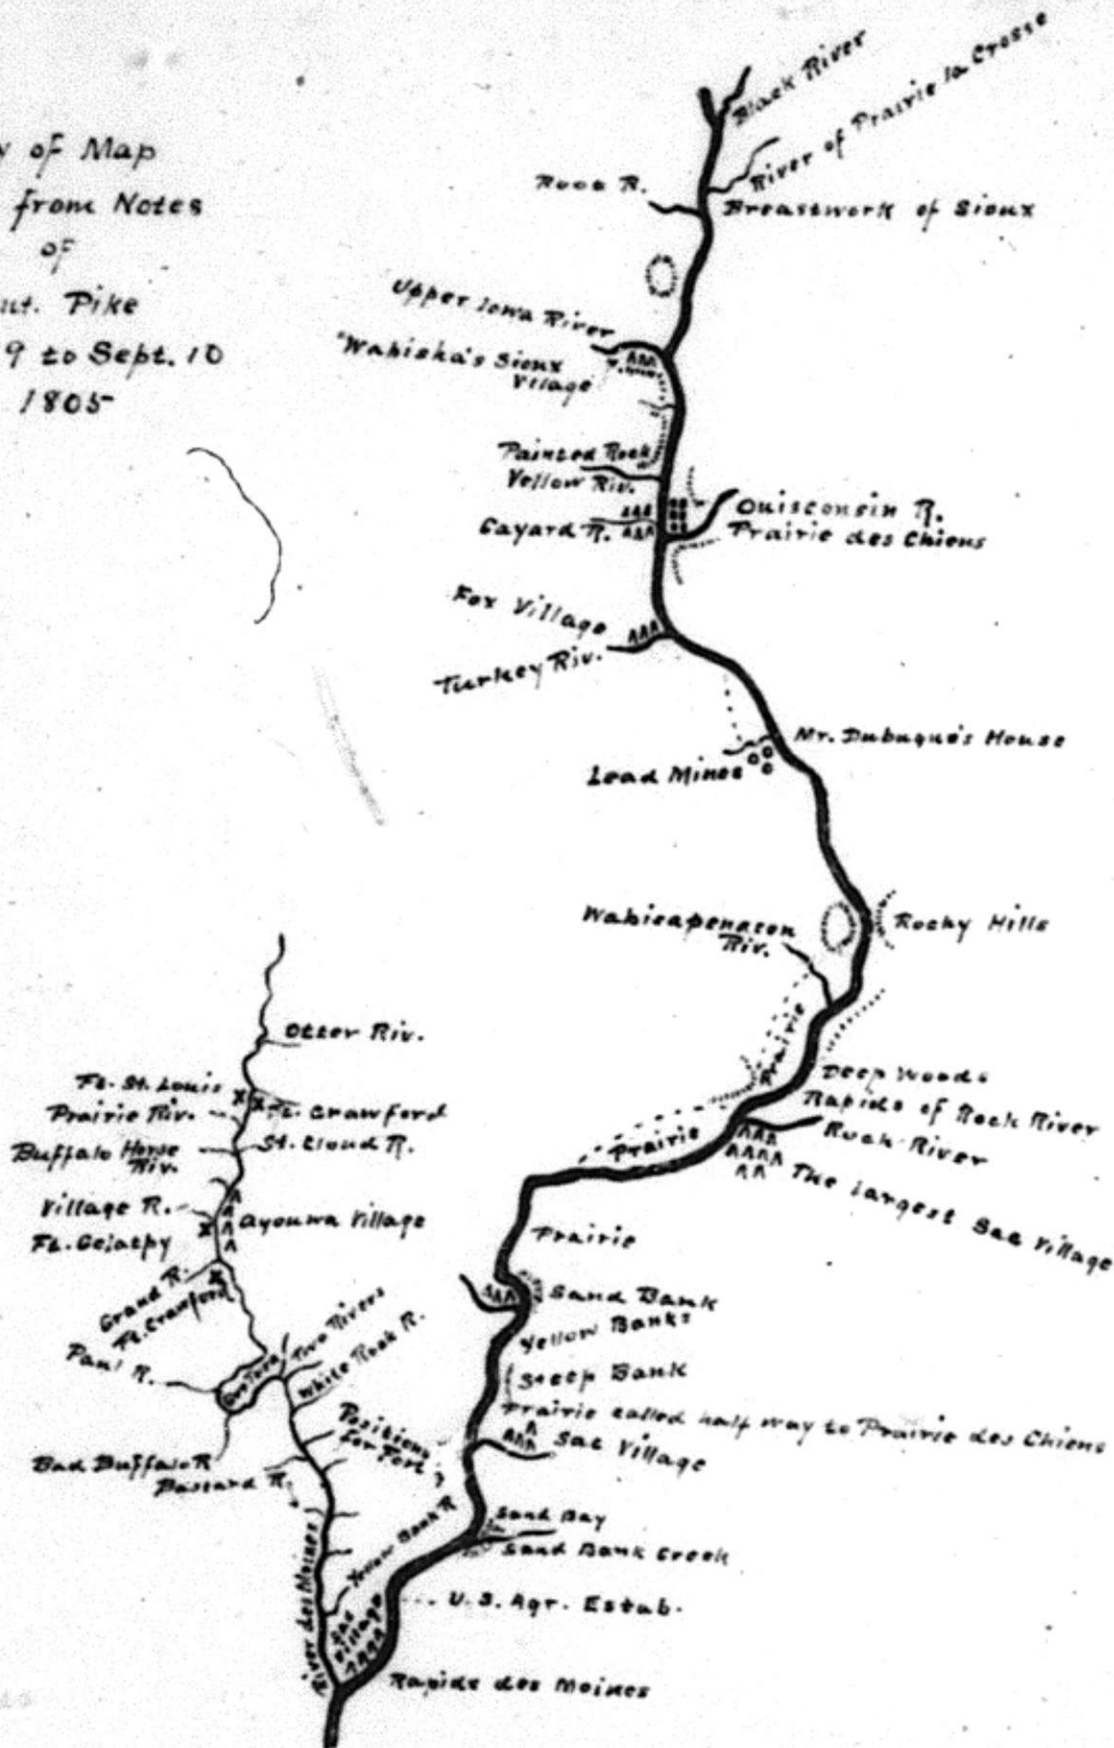 of Map
from Notes
of
Pike
9 to Sept. 10
1805
Black River
River of Prairie la Crosse
Breastwork of Sioux
Upper Iowa River
"Wabiska's Sioux
Village
Painted Rock
Yellow Riv.
Gayard R.
Ouisconsin R.
Prairie des Chiens
Fox Village
Turkey Riv.
Mr. Dubuque's House
Lead Mines
Riv.
Rocky Hills
Prairie
Deep Woods
Rapids of Rock River
Rock River
The largest Sac Village
Prairie
Prairie
Sand Bank
Yellow Banks
Steep Bank
Prairie called half way to Prairie des Chiens
Sac Village
Positions
for Fort
Sand Bay
Sand Bank Creek
Yellow Bank R
U. S. Agr. Estab.
Sac
Village
Rapids des Moines
River des Moines
Otter Riv.
Ft. St. Louis
Ft. Crawford
Prairie Riv.
St. Cloud R.
Buffalo Horse
Riv.
Village R.
Ayouwa Village
Grand R.
Ft. Crawford
Two Rivers
White Rock R.
Paul R.
Bad Buffalo R
Bastard R.